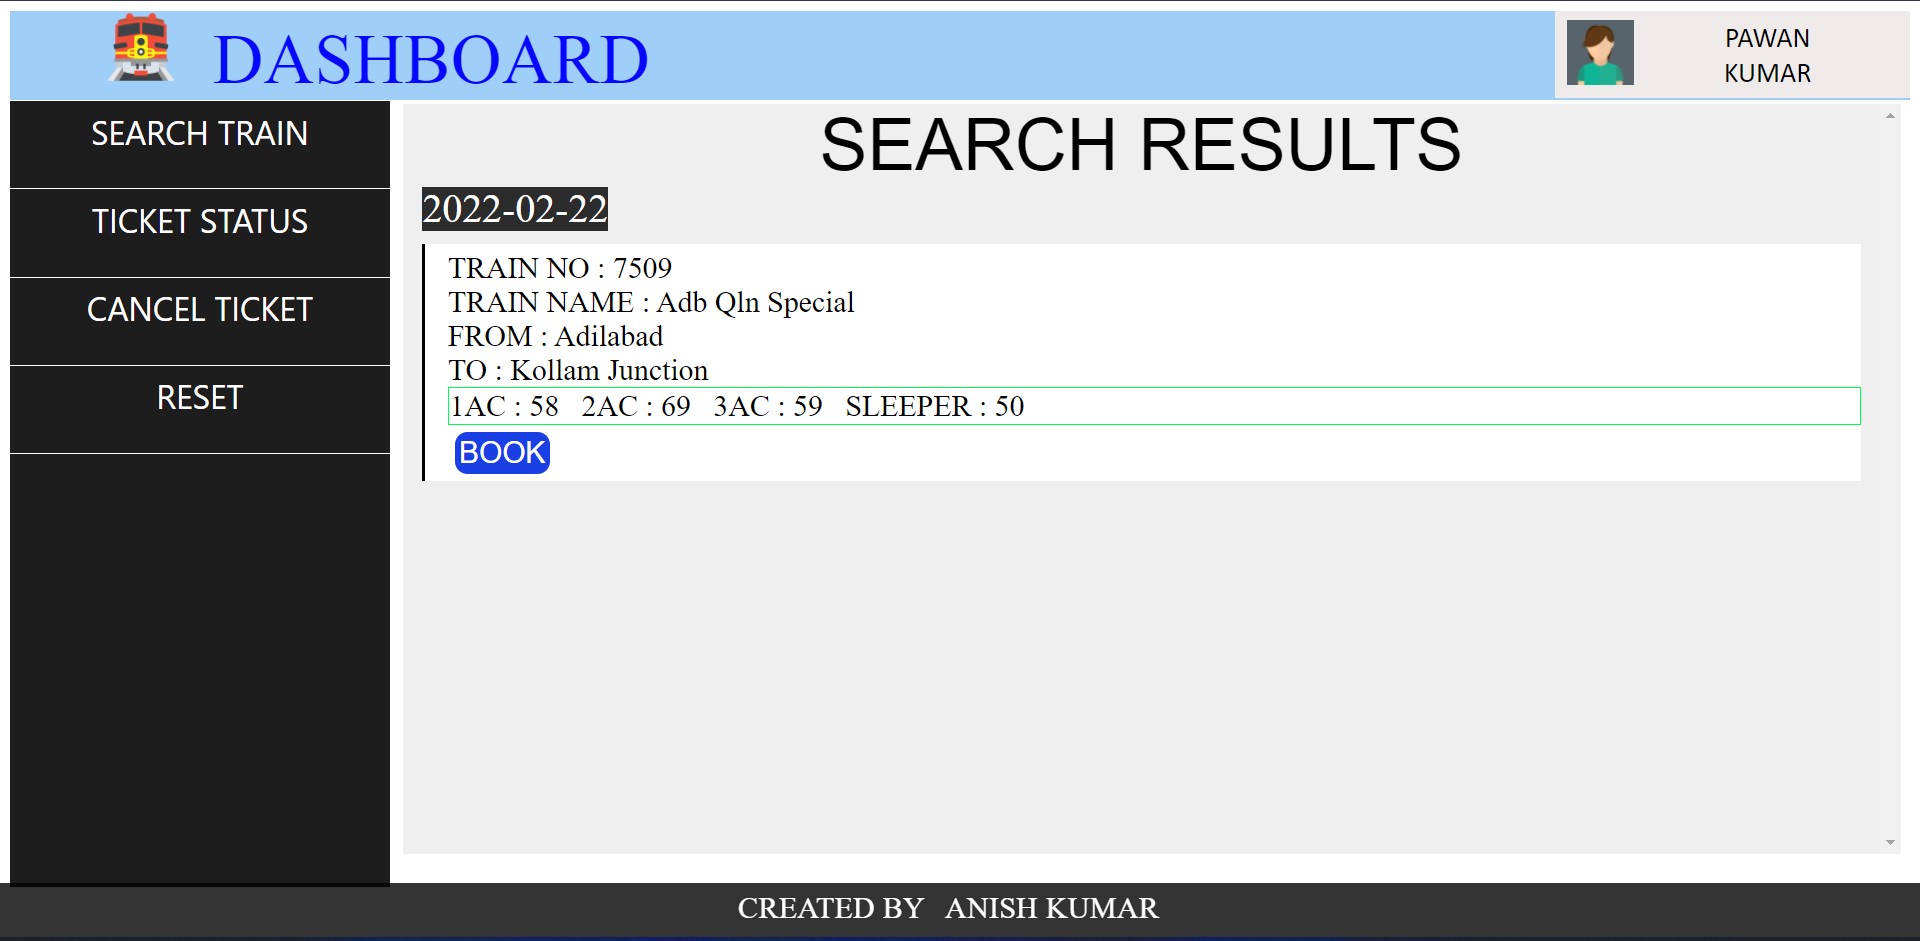 DASHBOARD
PAWAN
KUMAR
SEARCH TRAIN
TICKET STATUS
CANCEL TICKET
RESET
SEARCH RESULTS
2022-02-22
TRAIN NO : 7509
TRAIN NAME : Adb Qln Special
FROM : Adilabad
TO : Kollam Junction
1AC : 58 2AC : 69 3AC : 59 SLEEPER : 50
BOOK
CREATED BY ANISH KUMAR